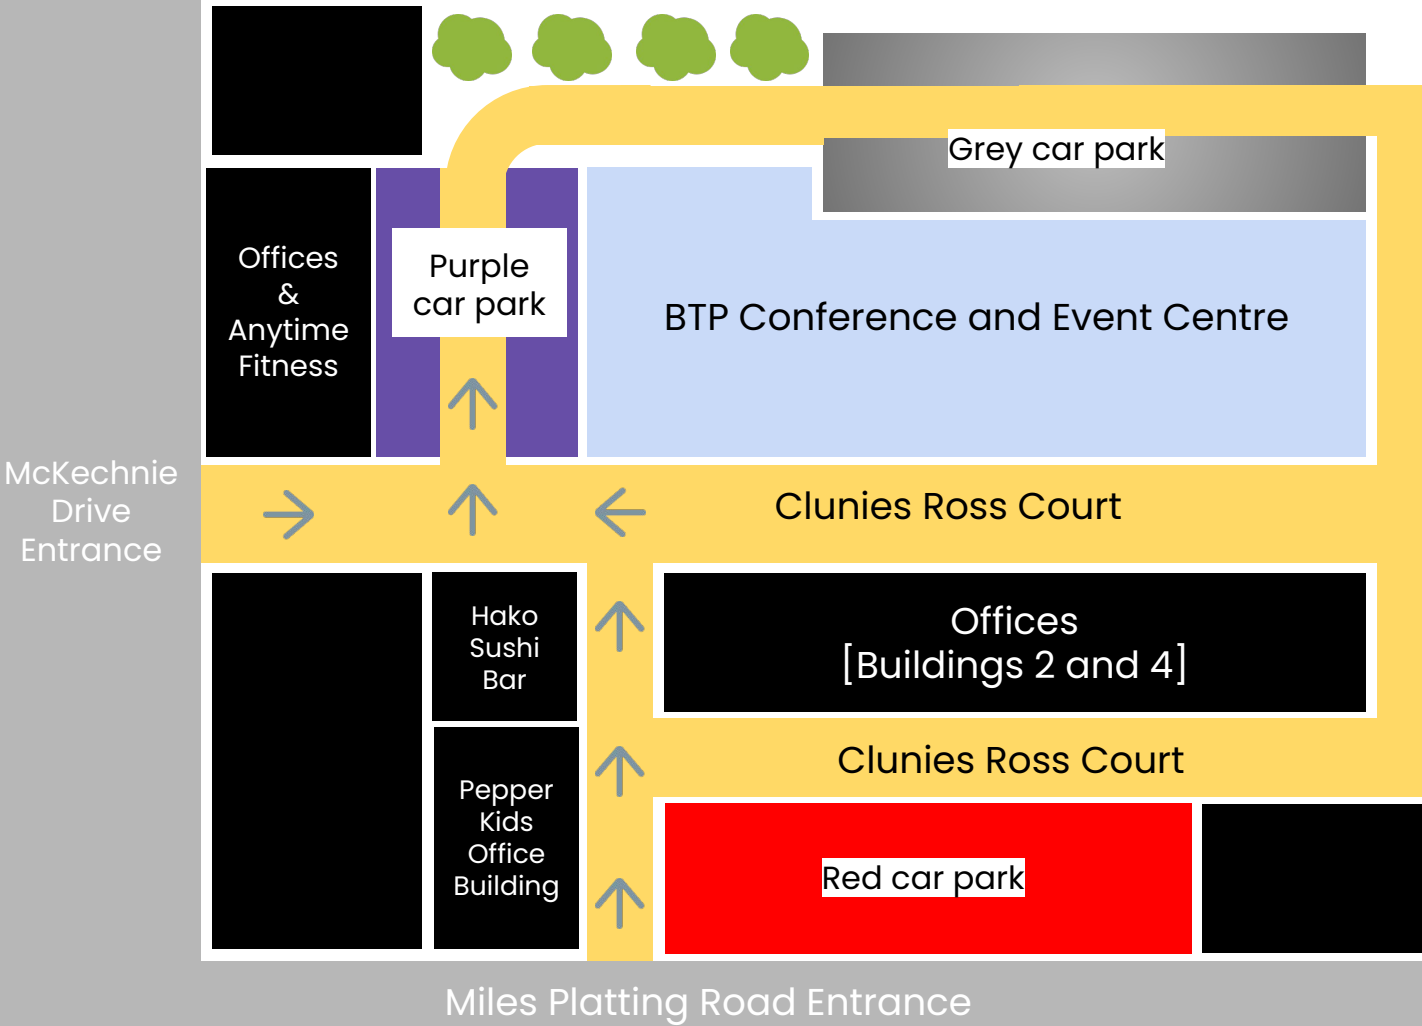 Grey car park
Offices
&
Anytime
Fitness
Purple
car park
BTP Conference and Event Centre
McKechnie
Drive
Entrance
Clunies Ross Court
Hako
Sushi
Bar
Offices
[Buildings 2 and 4]
Clunies Ross Court
Pepper
Kids
Office
Building
Red car park
Miles Platting Road Entrance